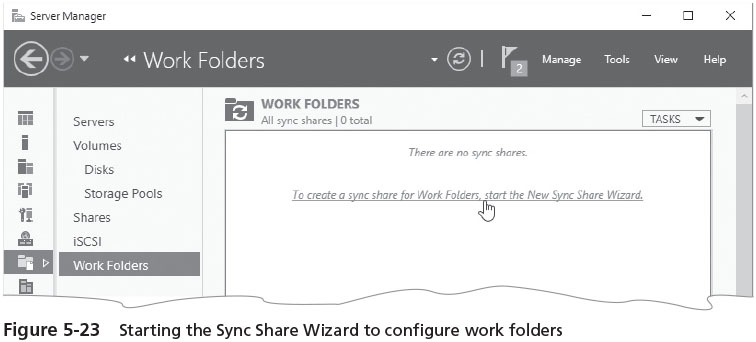 Server Manager
Work Folders
2
Manage Tools View Help
Servers
Volumes
Disks
Storage Pools
Shares
iSCSI
Work Folders
WORK FOLDERS
All sync shares | 0 total
TASKS
There are no sync shares.
To create a sync share for Work Folders, start the New Sync Share Wizard.
Figure 5-23 Starting the Sync Share Wizard to configure work folders